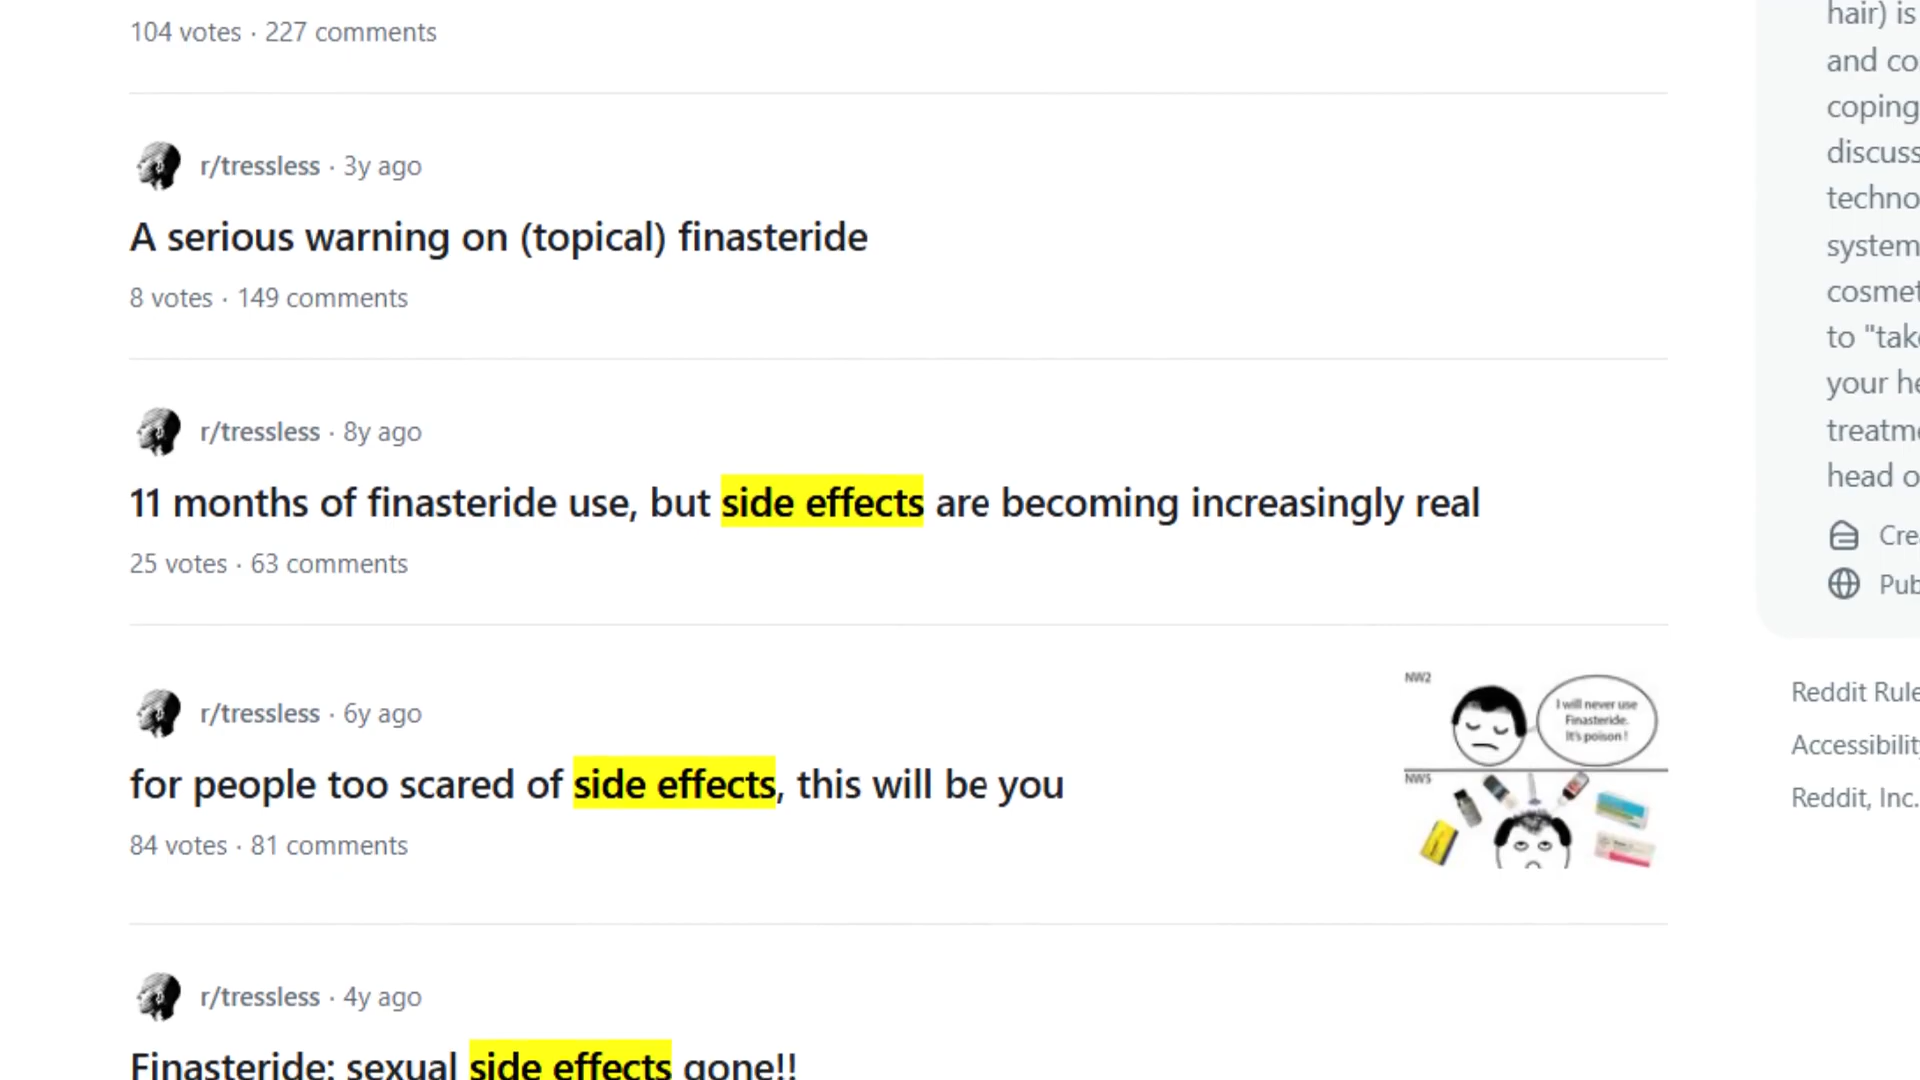 104 votes · 227 comments
r/tressless · 3y ago
A serious warning on (topical) finasteride
8 votes · 149 comments
r/tressless · 8y ago
11 months of finasteride use, but side effects are becoming increasingly real
25 votes · 63 comments
r/tressless · 6y ago
for people too scared of side effects, this will be you
84 votes · 81 comments
NW2
I will never use
Finasteride.
It's poison !
NW5
r/tressless · 4y ago
Finasteride: sexual side effects gone!!
hair) is
and co
coping
discuss
techno
system
cosmet
to "take
your he
treatme
head o
Cre
Pub
Reddit Rule
Accessibility
Reddit, Inc.